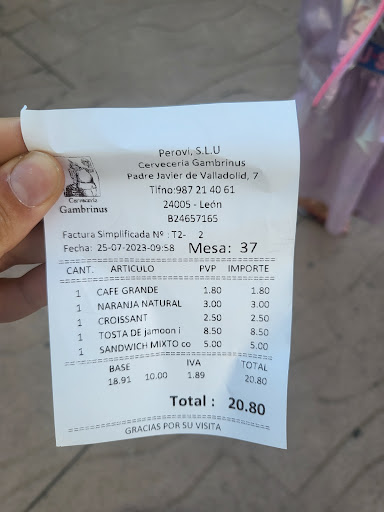 Perovi, S.L.U
Cervecería Gambrinus
Padre Javier de Valladolid, 7
Tlfno:987 21 40 61
24005 - León
B24657165
Cervecería
Gambrinus
Factura Simplificada Nº : T2- 2
Fecha: 25-07-2023-09:58 Mesa: 37
CANT. ARTICULO PVP IMPORTE
1 CAFE GRANDE 1.80 1.80
1 NARANJA NATURAL 3.00 3.00
1 CROISSANT 2.50 2.50
1 TOSTA DE jamoon i 8.50 8.50
1 SANDWICH MIXTO co 5.00 5.00
BASE IVA TOTAL
18.91 10.00 1.89 20.80
Total : 20.80
GRACIAS POR SU VISITA